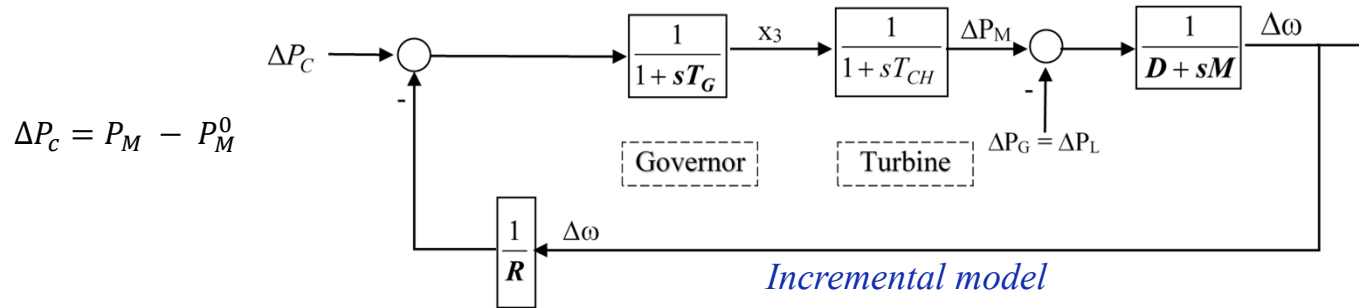 ΔP_C
-
1/(1 + sT_G)
x_3
1/(1 + sT_CH)
ΔP_M
-
1/(D + sM)
Δω
ΔP_c = P_M − P_M^0
ΔP_G = ΔP_L
Governor
Turbine
1/R
Δω
Incremental model